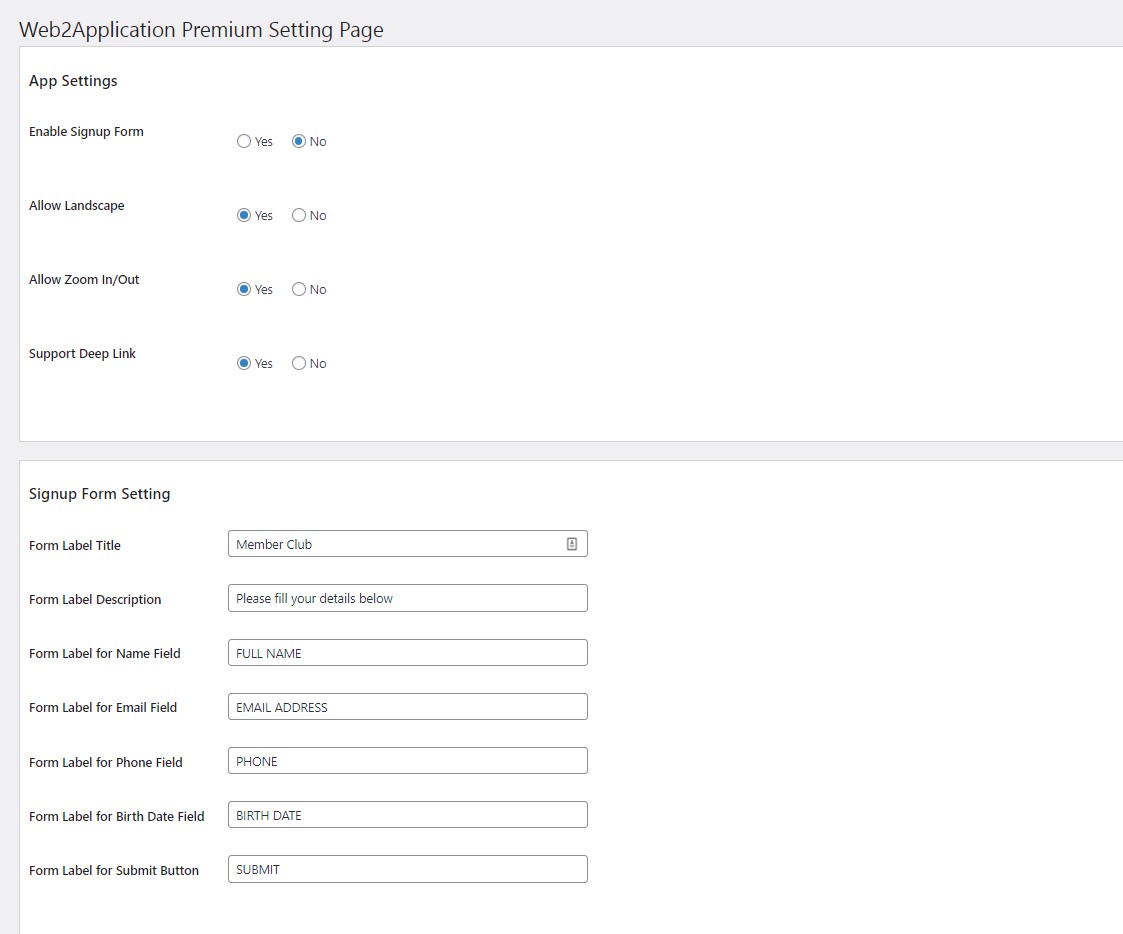 Web2Application Premium Setting Page
App Settings
Enable Signup Form
Yes No
Allow Landscape
Yes No
Allow Zoom In/Out
Yes No
Support Deep Link
Yes No
Signup Form Setting
Form Label Title Member Club
Form Label Description Please fill your details below
Form Label for Name Field FULL NAME
Form Label for Email Field EMAIL ADDRESS
Form Label for Phone Field PHONE
Form Label for Birth Date Field BIRTH DATE
Form Label for Submit Button SUBMIT